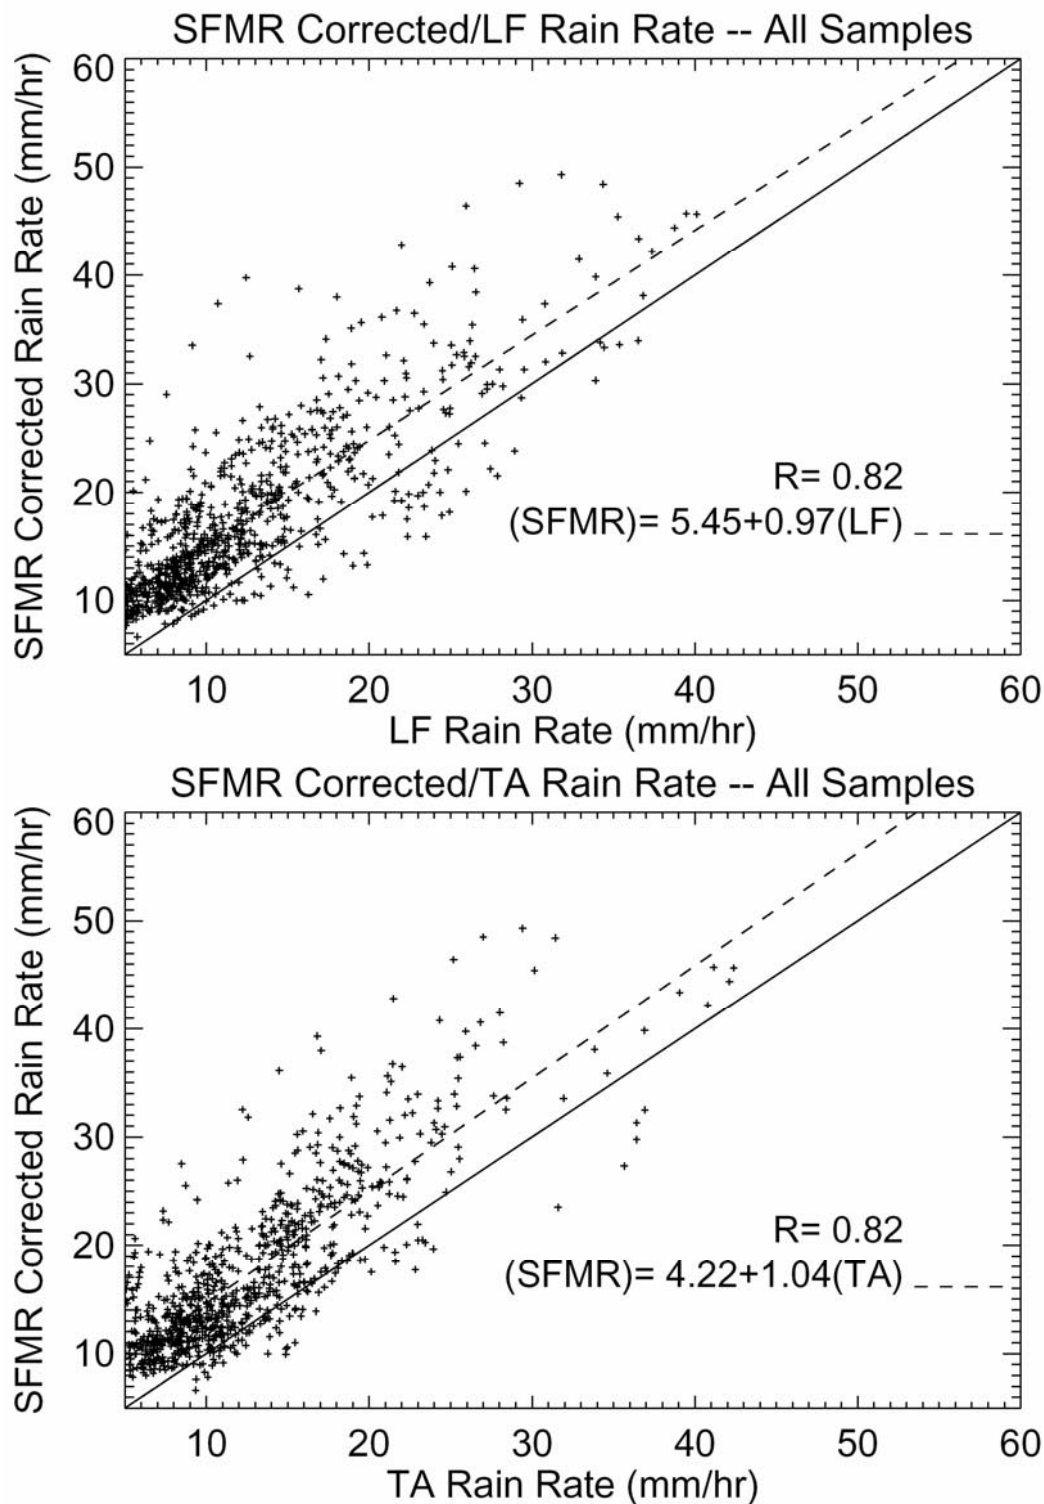 SFMR Corrected/LF Rain Rate -- All Samples
SFMR Corrected Rain Rate (mm/hr)
60
50
40
30
20
10
R= 0.82
(SFMR)= 5.45+0.97(LF)
10 20 30 40 50 60
LF Rain Rate (mm/hr)
SFMR Corrected/TA Rain Rate -- All Samples
SFMR Corrected Rain Rate (mm/hr)
60
50
40
30
20
10
R= 0.82
(SFMR)= 4.22+1.04(TA)
10 20 30 40 50 60
TA Rain Rate (mm/hr)